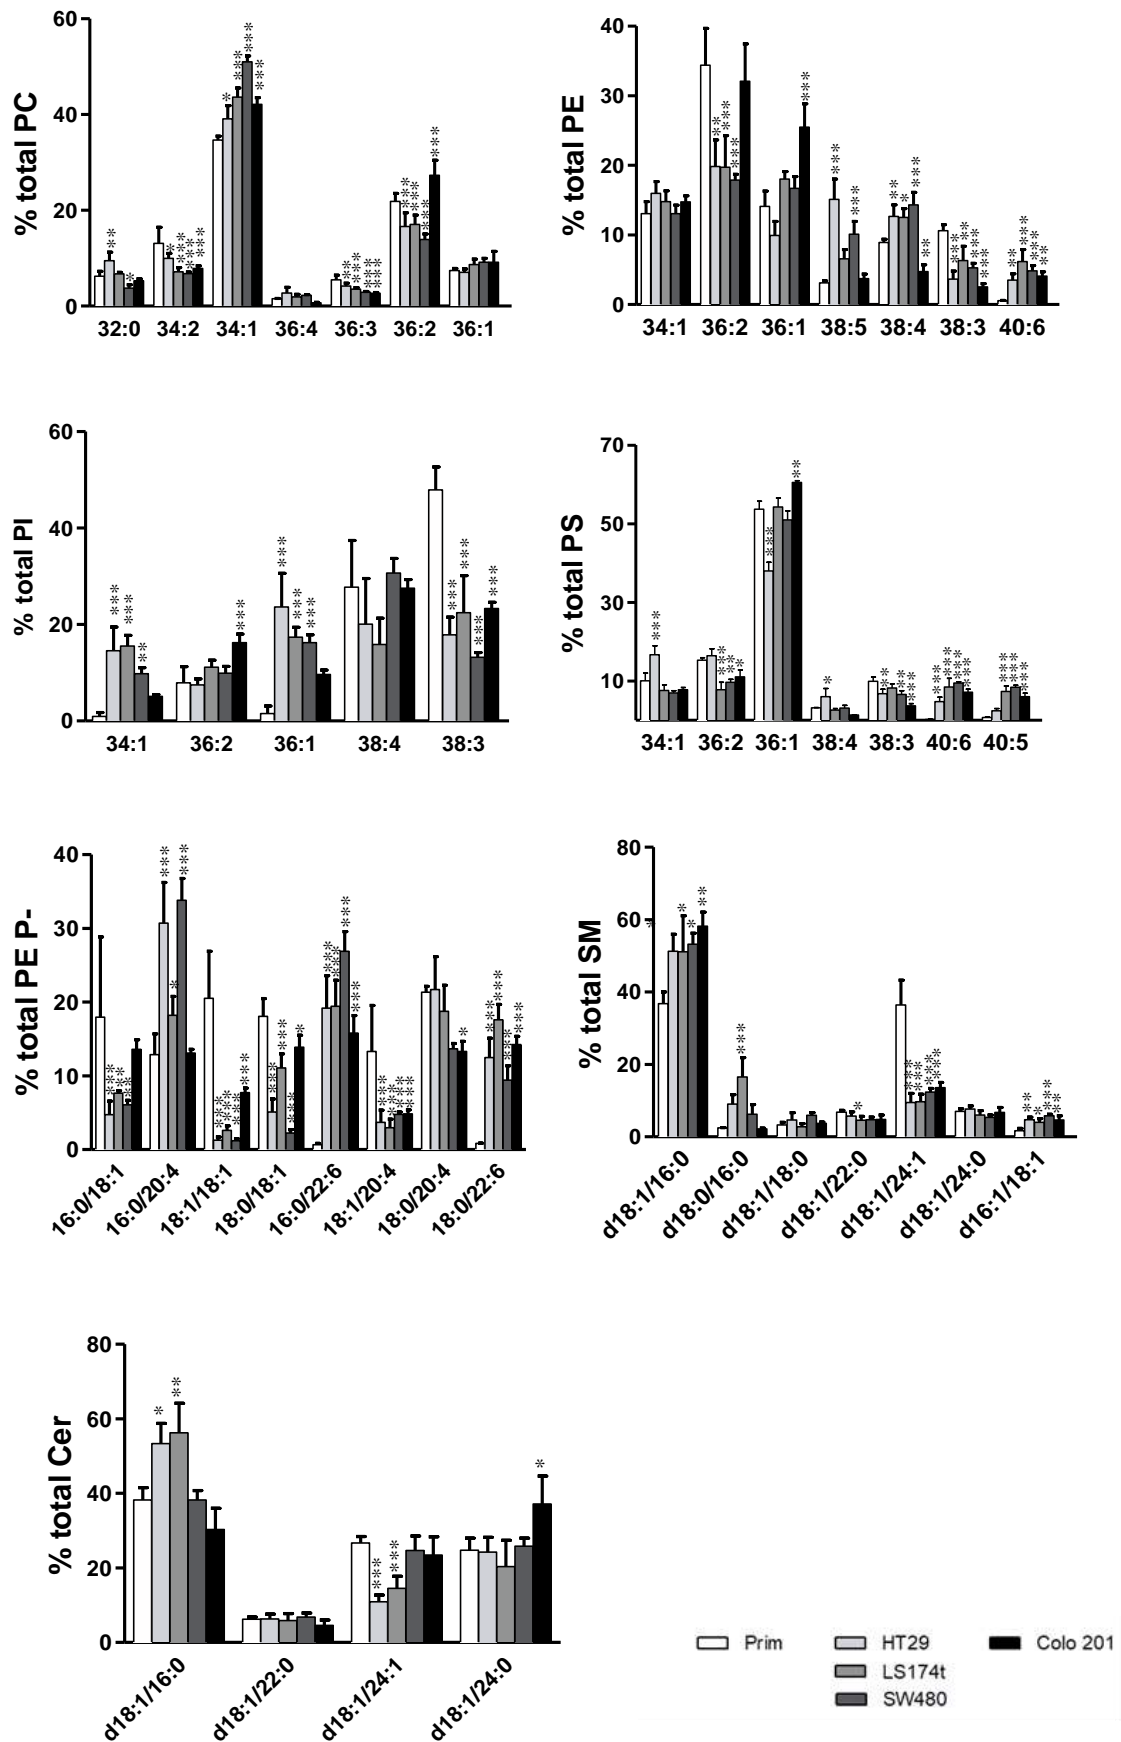 % total PC
60
40
20
0
32:0 34:2 34:1 36:4 36:3 36:2 36:1
** * * *** *** *** * *** *** *** ** *** *** *** *** *** *** ***
% total PE
40
30
20
10
0
34:1 36:2 36:1 38:5 38:4 38:3 40:6
** *** *** *** *** *** ** * *** ** *** ** *** *** ** *** ** **
% total PI
60
40
20
0
34:1 36:2 36:1 38:4 38:3
*** *** ** *** *** *** *** *** *** *** ***
% total PS
70
50
30
10
34:1 36:2 36:1 38:4 38:3 40:6 40:5
*** *** ** * *** ** * ** ** *** *** *** *** ** *** *** ***
% total PE P-
40
30
20
10
0
16:0/18:1
16:0/20:4
18:1/18:1
18:0/18:1
16:0/22:6
18:1/20:4
18:0/20:4
18:0/22:6
% total SM
80
60
40
20
0
d18:1/16:0
d18:0/16:0
d18:1/18:0
d18:1/22:0
d18:1/24:1
d18:1/24:0
d16:1/18:1
% total Cer
80
60
40
20
0
* ** *** *** *
d18:1/16:0
d18:1/22:0
d18:1/24:1
d18:1/24:0
Prim HT29 Colo 201
LS174t
SW480